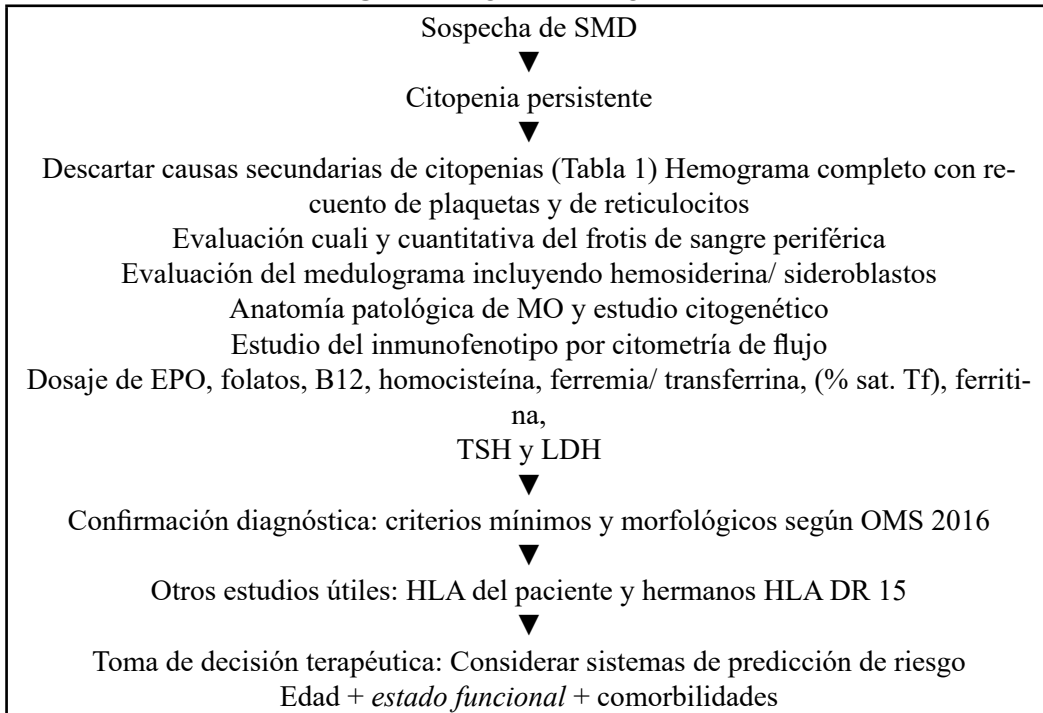 Sospecha de SMD
▼
Citopenia persistente
▼
Descartar causas secundarias de citopenias (Tabla 1) Hemograma completo con re-
cuento de plaquetas y de reticulocitos
Evaluación cuali y cuantitativa del frotis de sangre periférica
Evaluación del medulograma incluyendo hemosiderina/ sideroblastos
Anatomía patológica de MO y estudio citogenético
Estudio del inmunofenotipo por citometría de flujo
Dosaje de EPO, folatos, B12, homocisteína, ferremia/ transferrina, (% sat. Tf), ferriti-
na,
TSH y LDH
▼
Confirmación diagnóstica: criterios mínimos y morfológicos según OMS 2016
▼
Otros estudios útiles: HLA del paciente y hermanos HLA DR 15
▼
Toma de decisión terapéutica: Considerar sistemas de predicción de riesgo
Edad + estado funcional + comorbilidades